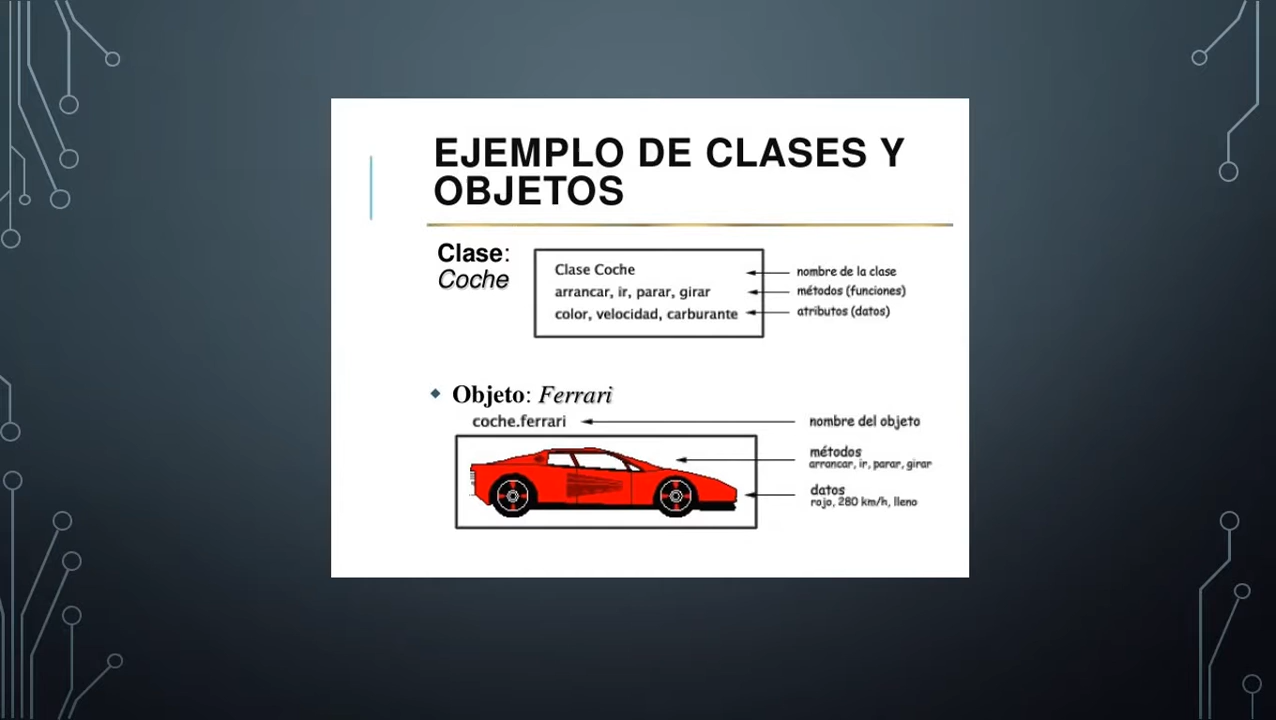 EJEMPLO DE CLASES Y
OBJETOS
Clase:
Coche
Clase Coche
nombre de la clase
arrancar, ir, parar, girar
métodos (funciones)
color, velocidad, carburante
atributos (datos)
Objeto: Ferrari
coche.ferrari
nombre del objeto
métodos
arrancar, ir, parar, girar
datos
rojo, 280 km/h, lleno